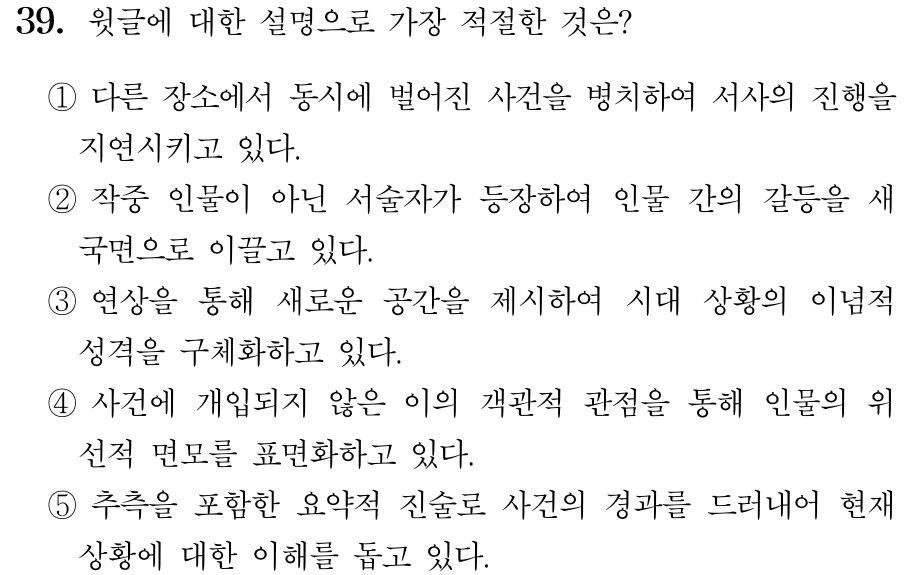 39. 윗글에 대한 설명으로 가장 적절한 것은?
① 다른 장소에서 동시에 벌어진 사건을 병치하여 서사의 진행을
지연시키고 있다.
② 작중 인물이 아닌 서술자가 등장하여 인물 간의 갈등을 새
국면으로 이끌고 있다.
③ 연상을 통해 새로운 공간을 제시하여 시대 상황의 이념적
성격을 구체화하고 있다.
④ 사건에 개입되지 않은 이의 객관적 관점을 통해 인물의 위
선적 면모를 표면화하고 있다.
⑤ 추측을 포함한 요약적 진술로 사건의 경과를 드러내어 현재
상황에 대한 이해를 돕고 있다.